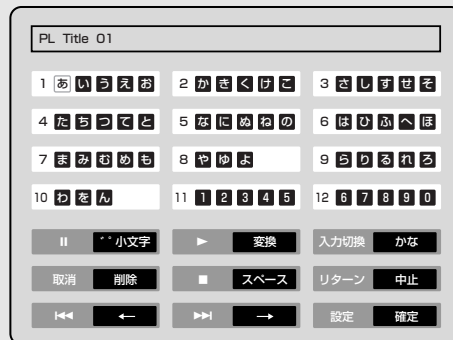 PL Title 01
1 あ い う え お 2 か き く け こ 3 さ し す せ そ
4 た ち つ て と 5 な に ぬ ね の 6 は ひ ふ へ ほ
7 ま み む め も 8 や ゆ よ 9 ら り る れ ろ
10 わ を ん 11 1 2 3 4 5 12 6 7 8 9 0
゛゜小文字 変換 入力切換 かな
取消 削除 スペース リターン 中止
← → 設定 確定